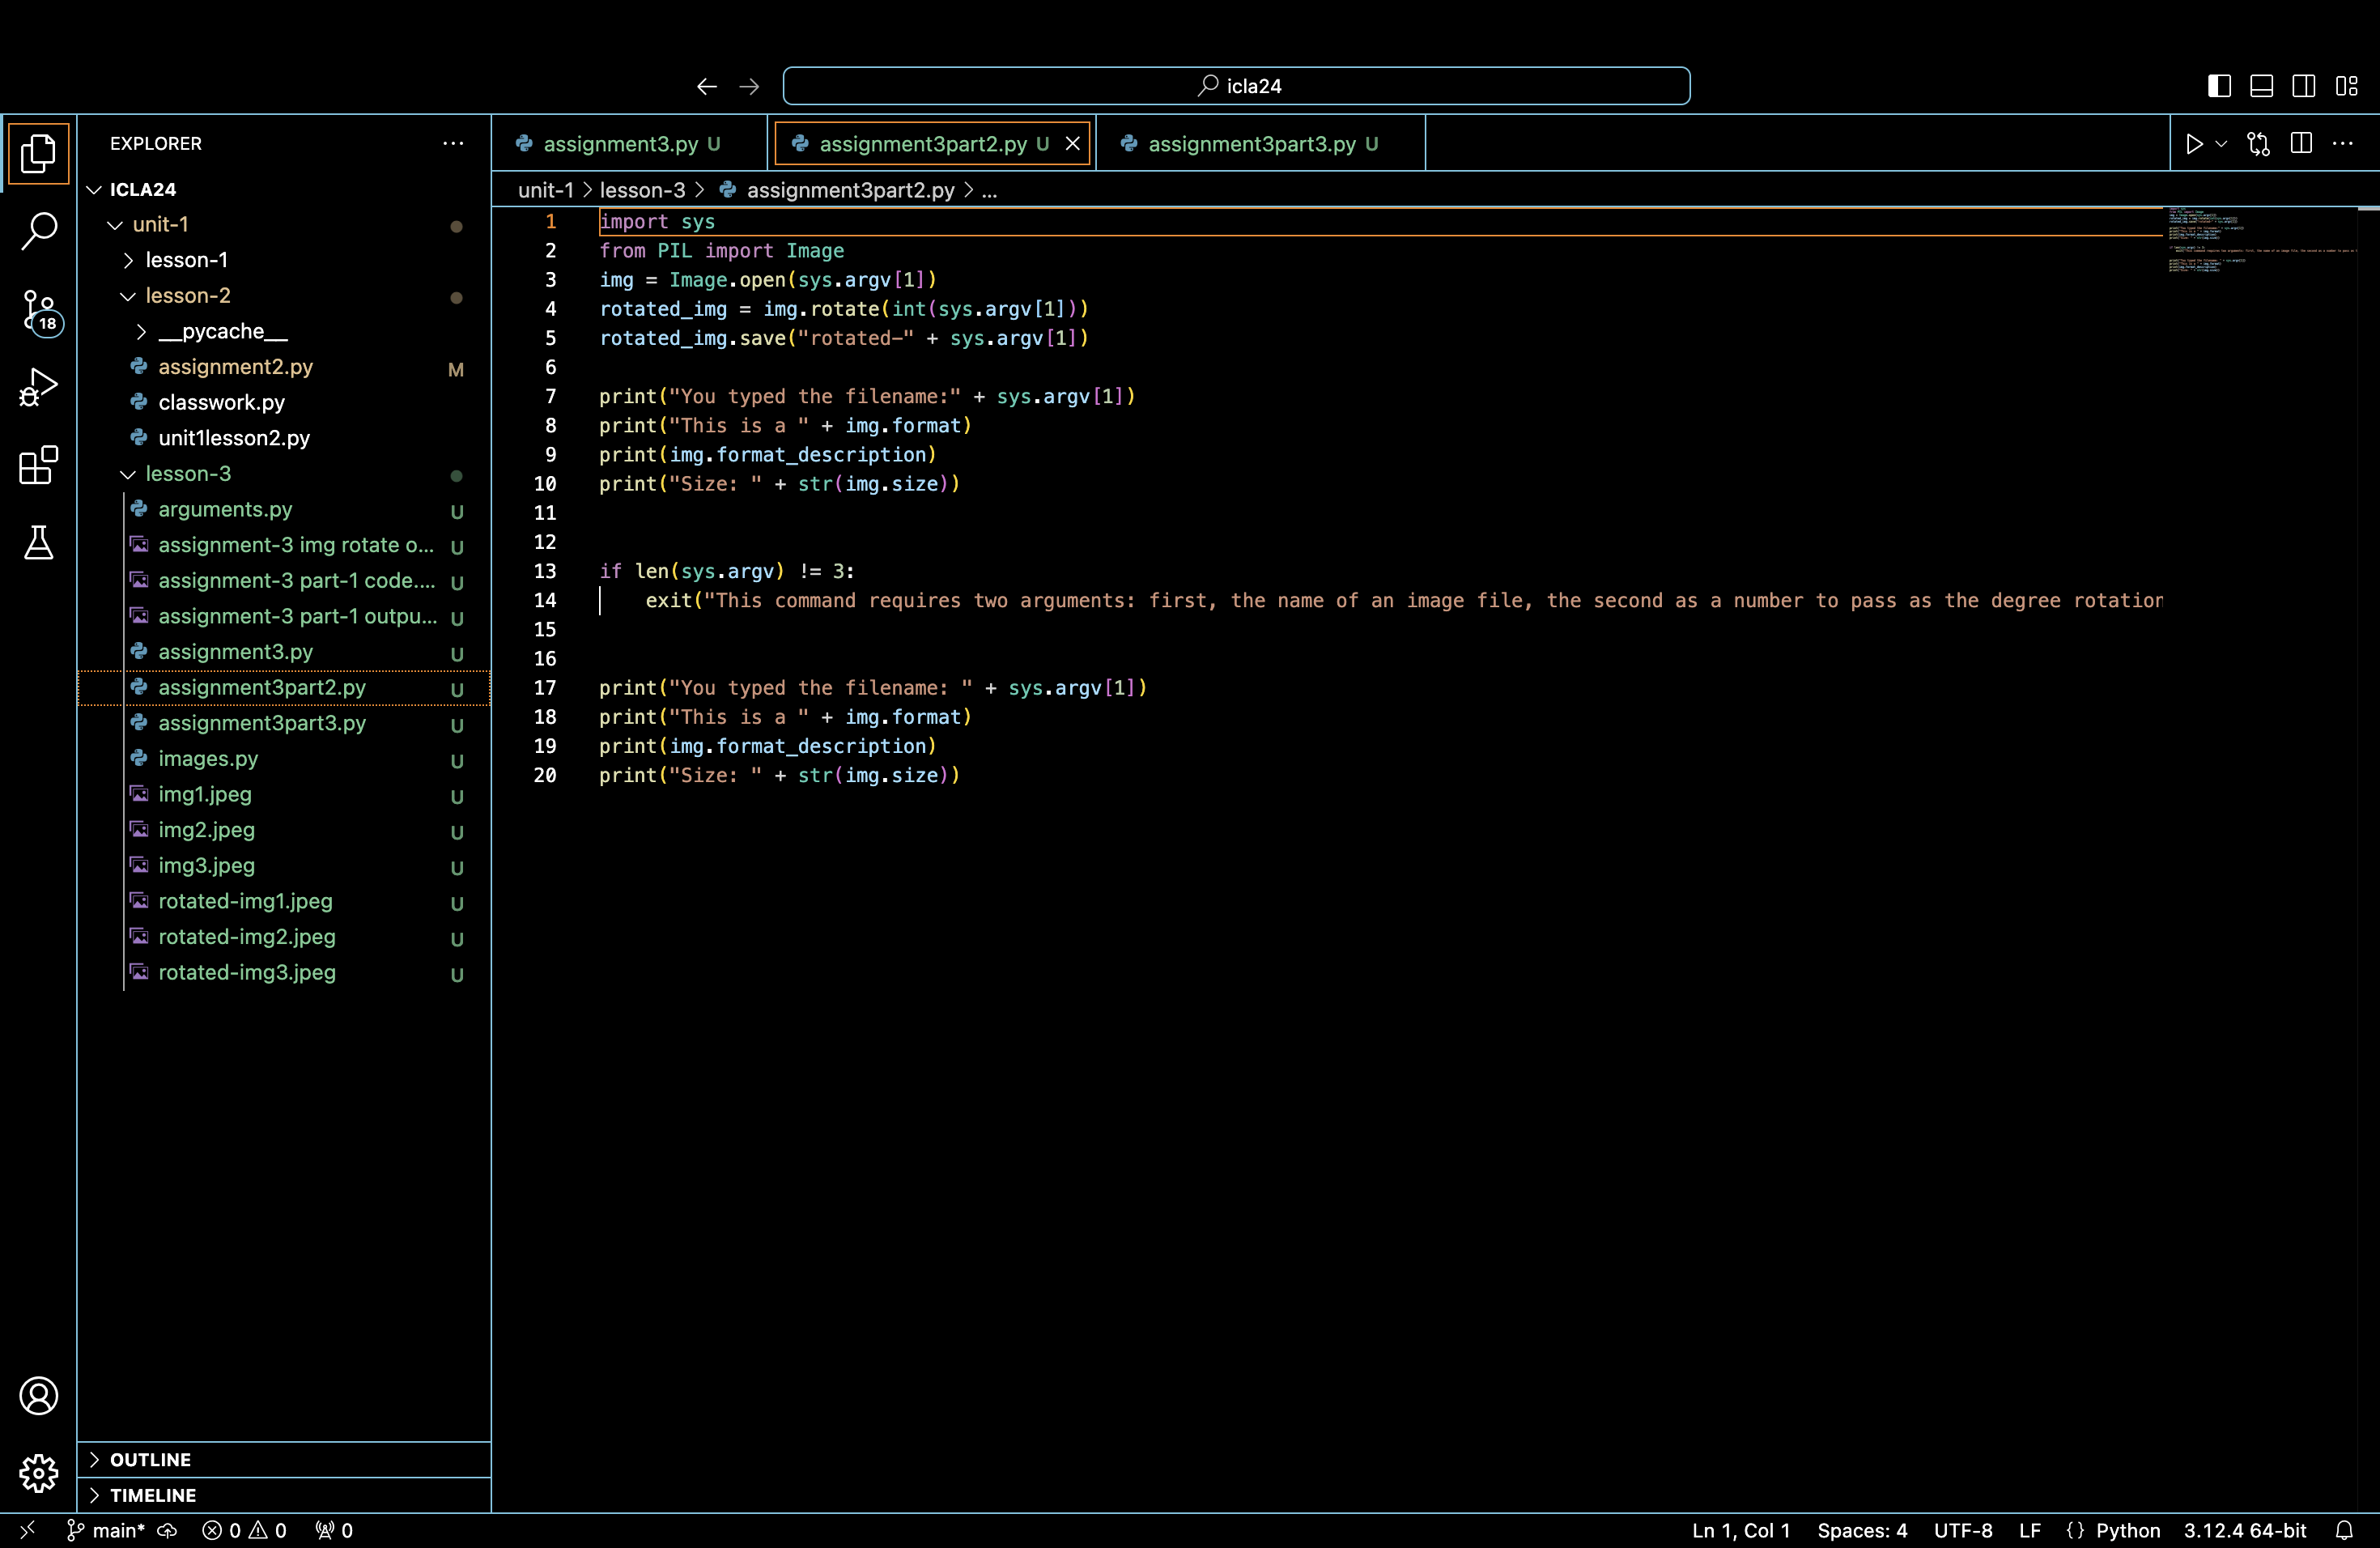 icla24
EXPLORER
ICLA24
unit-1
lesson-1
lesson-2
__pycache__
assignment2.py M
classwork.py
unit1lesson2.py
lesson-3
arguments.py U
assignment-3 img rotate o... U
assignment-3 part-1 code.... U
assignment-3 part-1 outpu... U
assignment3.py U
assignment3part2.py U
assignment3part3.py U
images.py U
img1.jpeg U
img2.jpeg U
img3.jpeg U
rotated-img1.jpeg U
rotated-img2.jpeg U
rotated-img3.jpeg U
OUTLINE
TIMELINE
18
assignment3.py U assignment3part2.py U assignment3part3.py U
unit-1 > lesson-3 > assignment3part2.py > ...
1 import sys
2 from PIL import Image
3 img = Image.open(sys.argv[1])
4 rotated_img = img.rotate(int(sys.argv[1]))
5 rotated_img.save("rotated-" + sys.argv[1])
6
7 print("You typed the filename:" + sys.argv[1])
8 print("This is a " + img.format)
9 print(img.format_description)
10 print("Size: " + str(img.size))
11
12
13 if len(sys.argv) != 3:
14 exit("This command requires two arguments: first, the name of an image file, the second as a number to pass as the degree rotation
15
16
17 print("You typed the filename: " + sys.argv[1])
18 print("This is a " + img.format)
19 print(img.format_description)
20 print("Size: " + str(img.size))
main* 0 0 0 Ln 1, Col 1 Spaces: 4 UTF-8 LF {} Python 3.12.4 64-bit